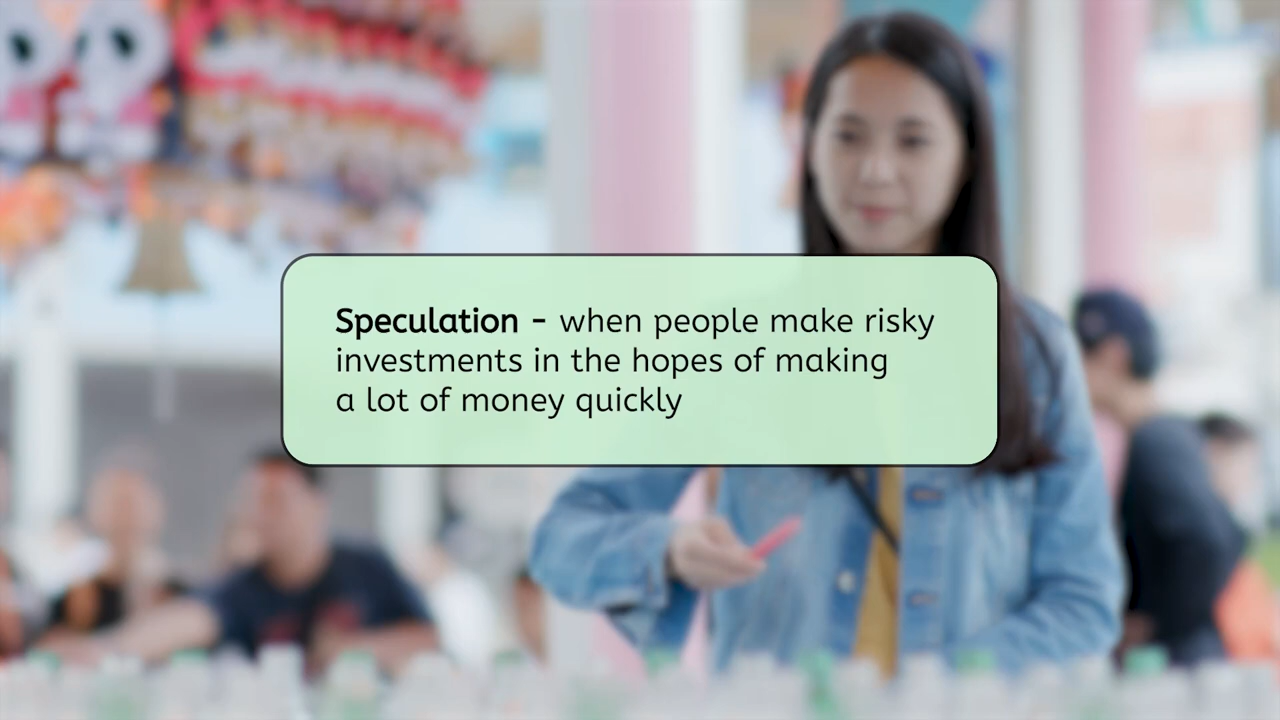 Speculation - when people make risky
investments in the hopes of making
a lot of money quickly